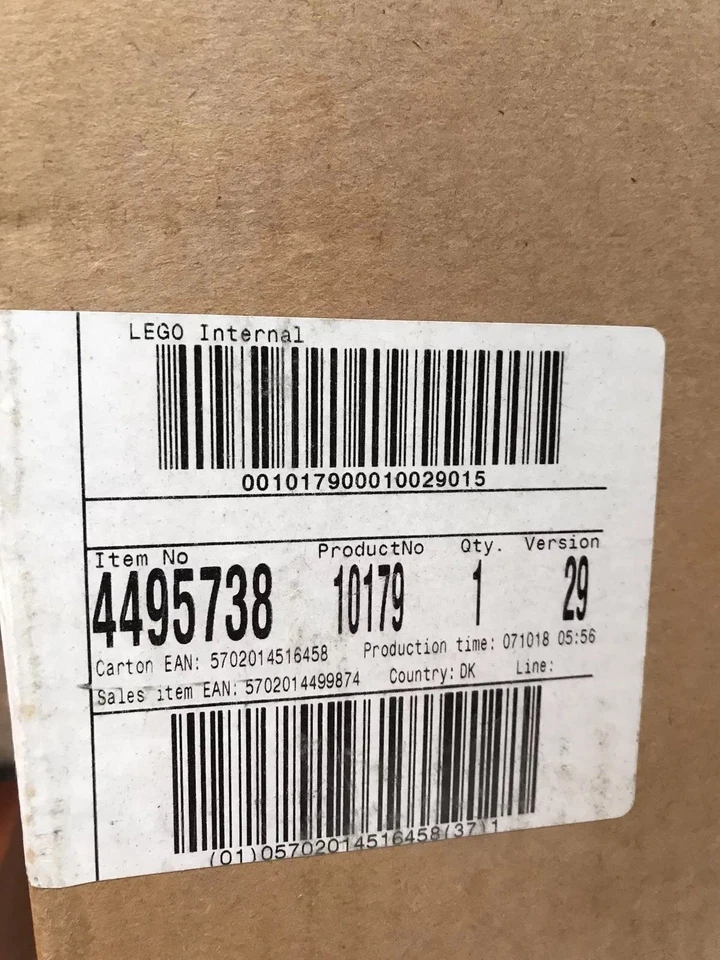 LEGO Internal
001017900010029015
Item No ProductNo Qty. Version
4495738 10179 1 29
Carton EAN: 5702014516458 Production time: 071018 05:56
Sales item EAN: 5702014499874 Country: DK Line:
(01)05702014516458(37)1